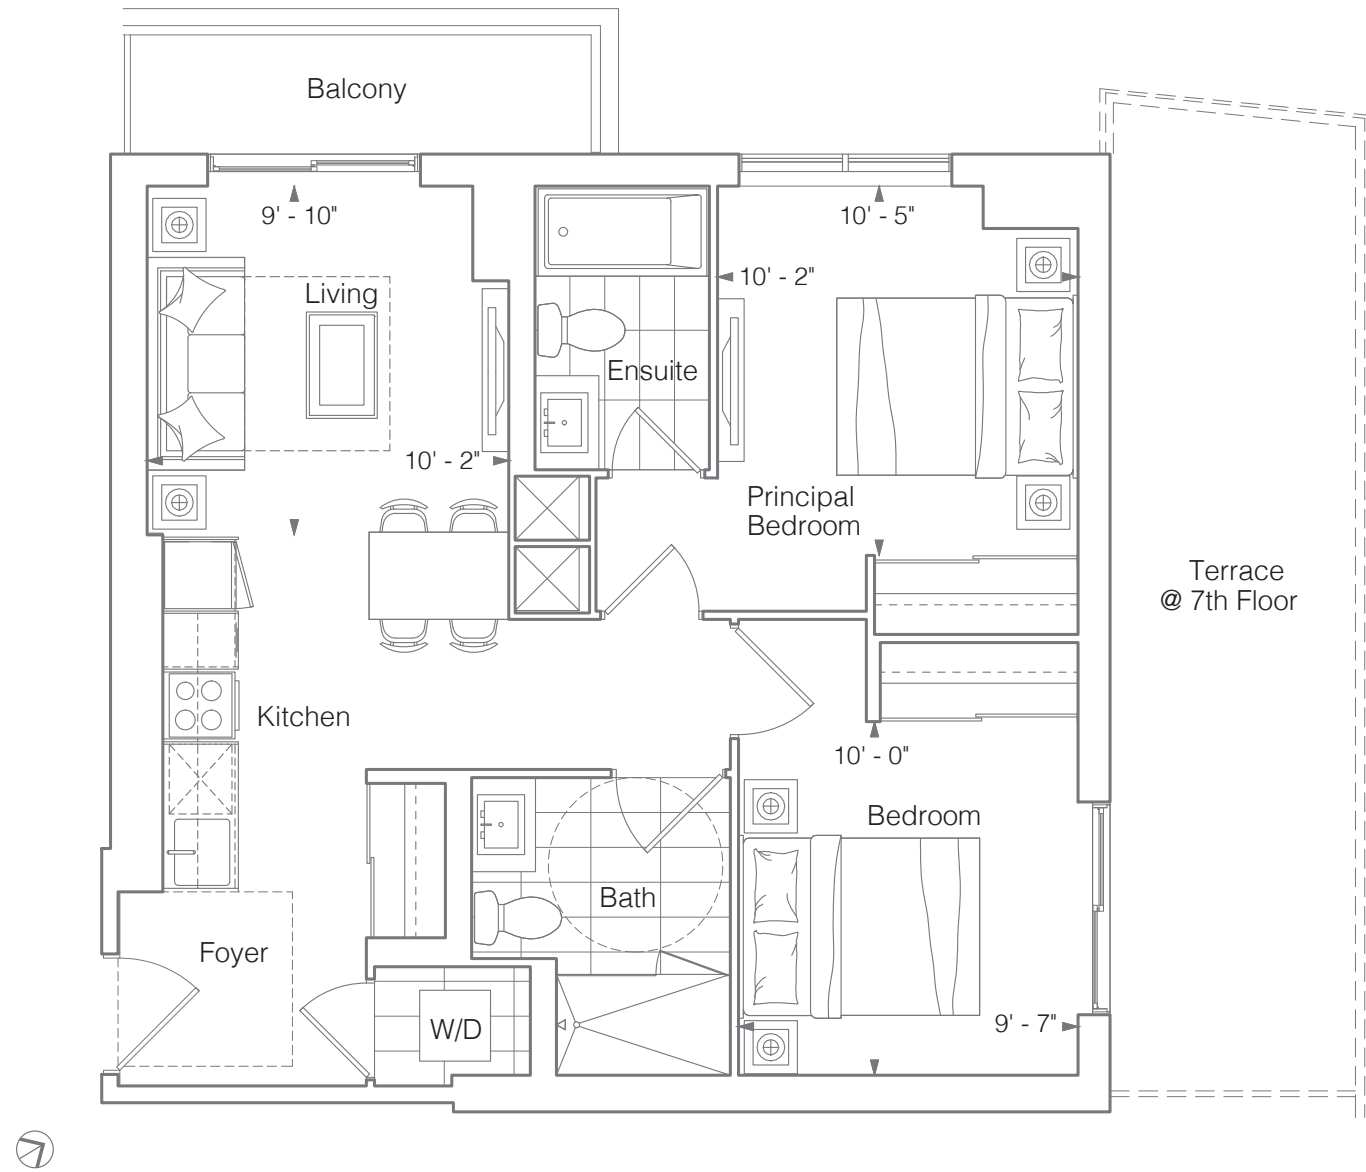 Balcony
9' - 10"
10' - 5"
10' - 2"
Living
Ensuite
10' - 2"
Principal
Bedroom
Terrace
@ 7th Floor
Kitchen
10' - 0"
Bedroom
Bath
Foyer
W/D
9' - 7"